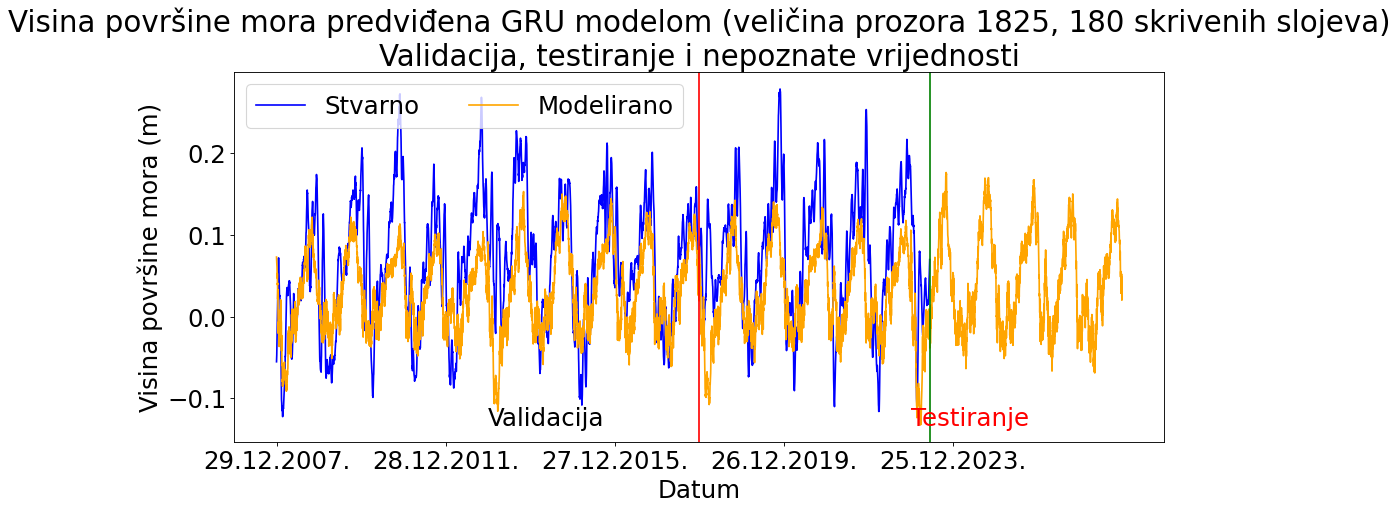 Visina površine mora predviđena GRU modelom (veličina prozora 1825, 180 skrivenih slojeva)
Validacija, testiranje i nepoznate vrijednosti
Stvarno
Modelirano
Visina površine mora (m)
0.2
0.1
0.0
−0.1
Validacija
Testiranje
29.12.2007.
28.12.2011.
27.12.2015.
26.12.2019.
25.12.2023.
Datum